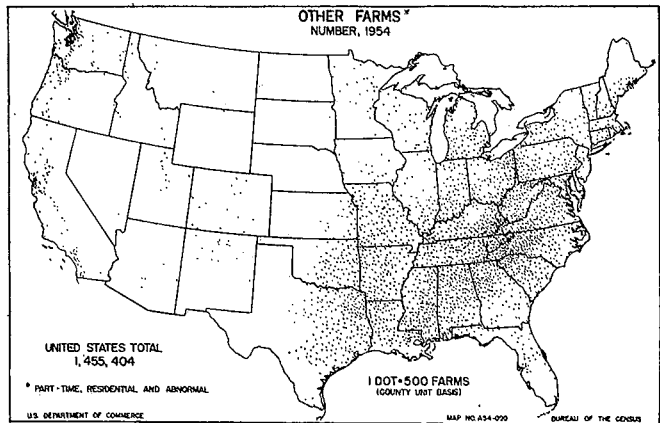 OTHER FARMS*
NUMBER, 1954
UNITED STATES TOTAL
1,455,404
* PART-TIME, RESIDENTIAL AND ABNORMAL
1 DOT=500 FARMS
(COUNTY UNIT BASIS)
U.S. DEPARTMENT OF COMMERCE
MAP NO. A54-090
BUREAU OF THE CENSUS